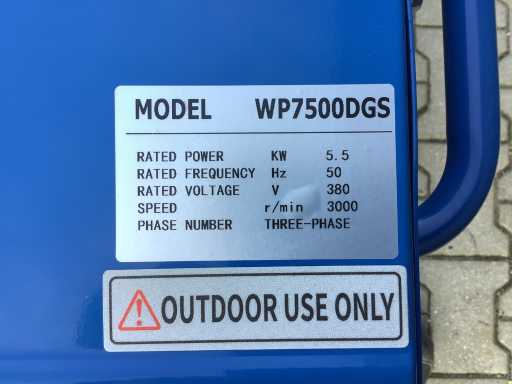 MODEL WP7500DGS
RATED POWER KW 5.5
RATED FREQUENCY Hz 50
RATED VOLTAGE V 380
SPEED r/min 3000
PHASE NUMBER THREE-PHASE
OUTDOOR USE ONLY